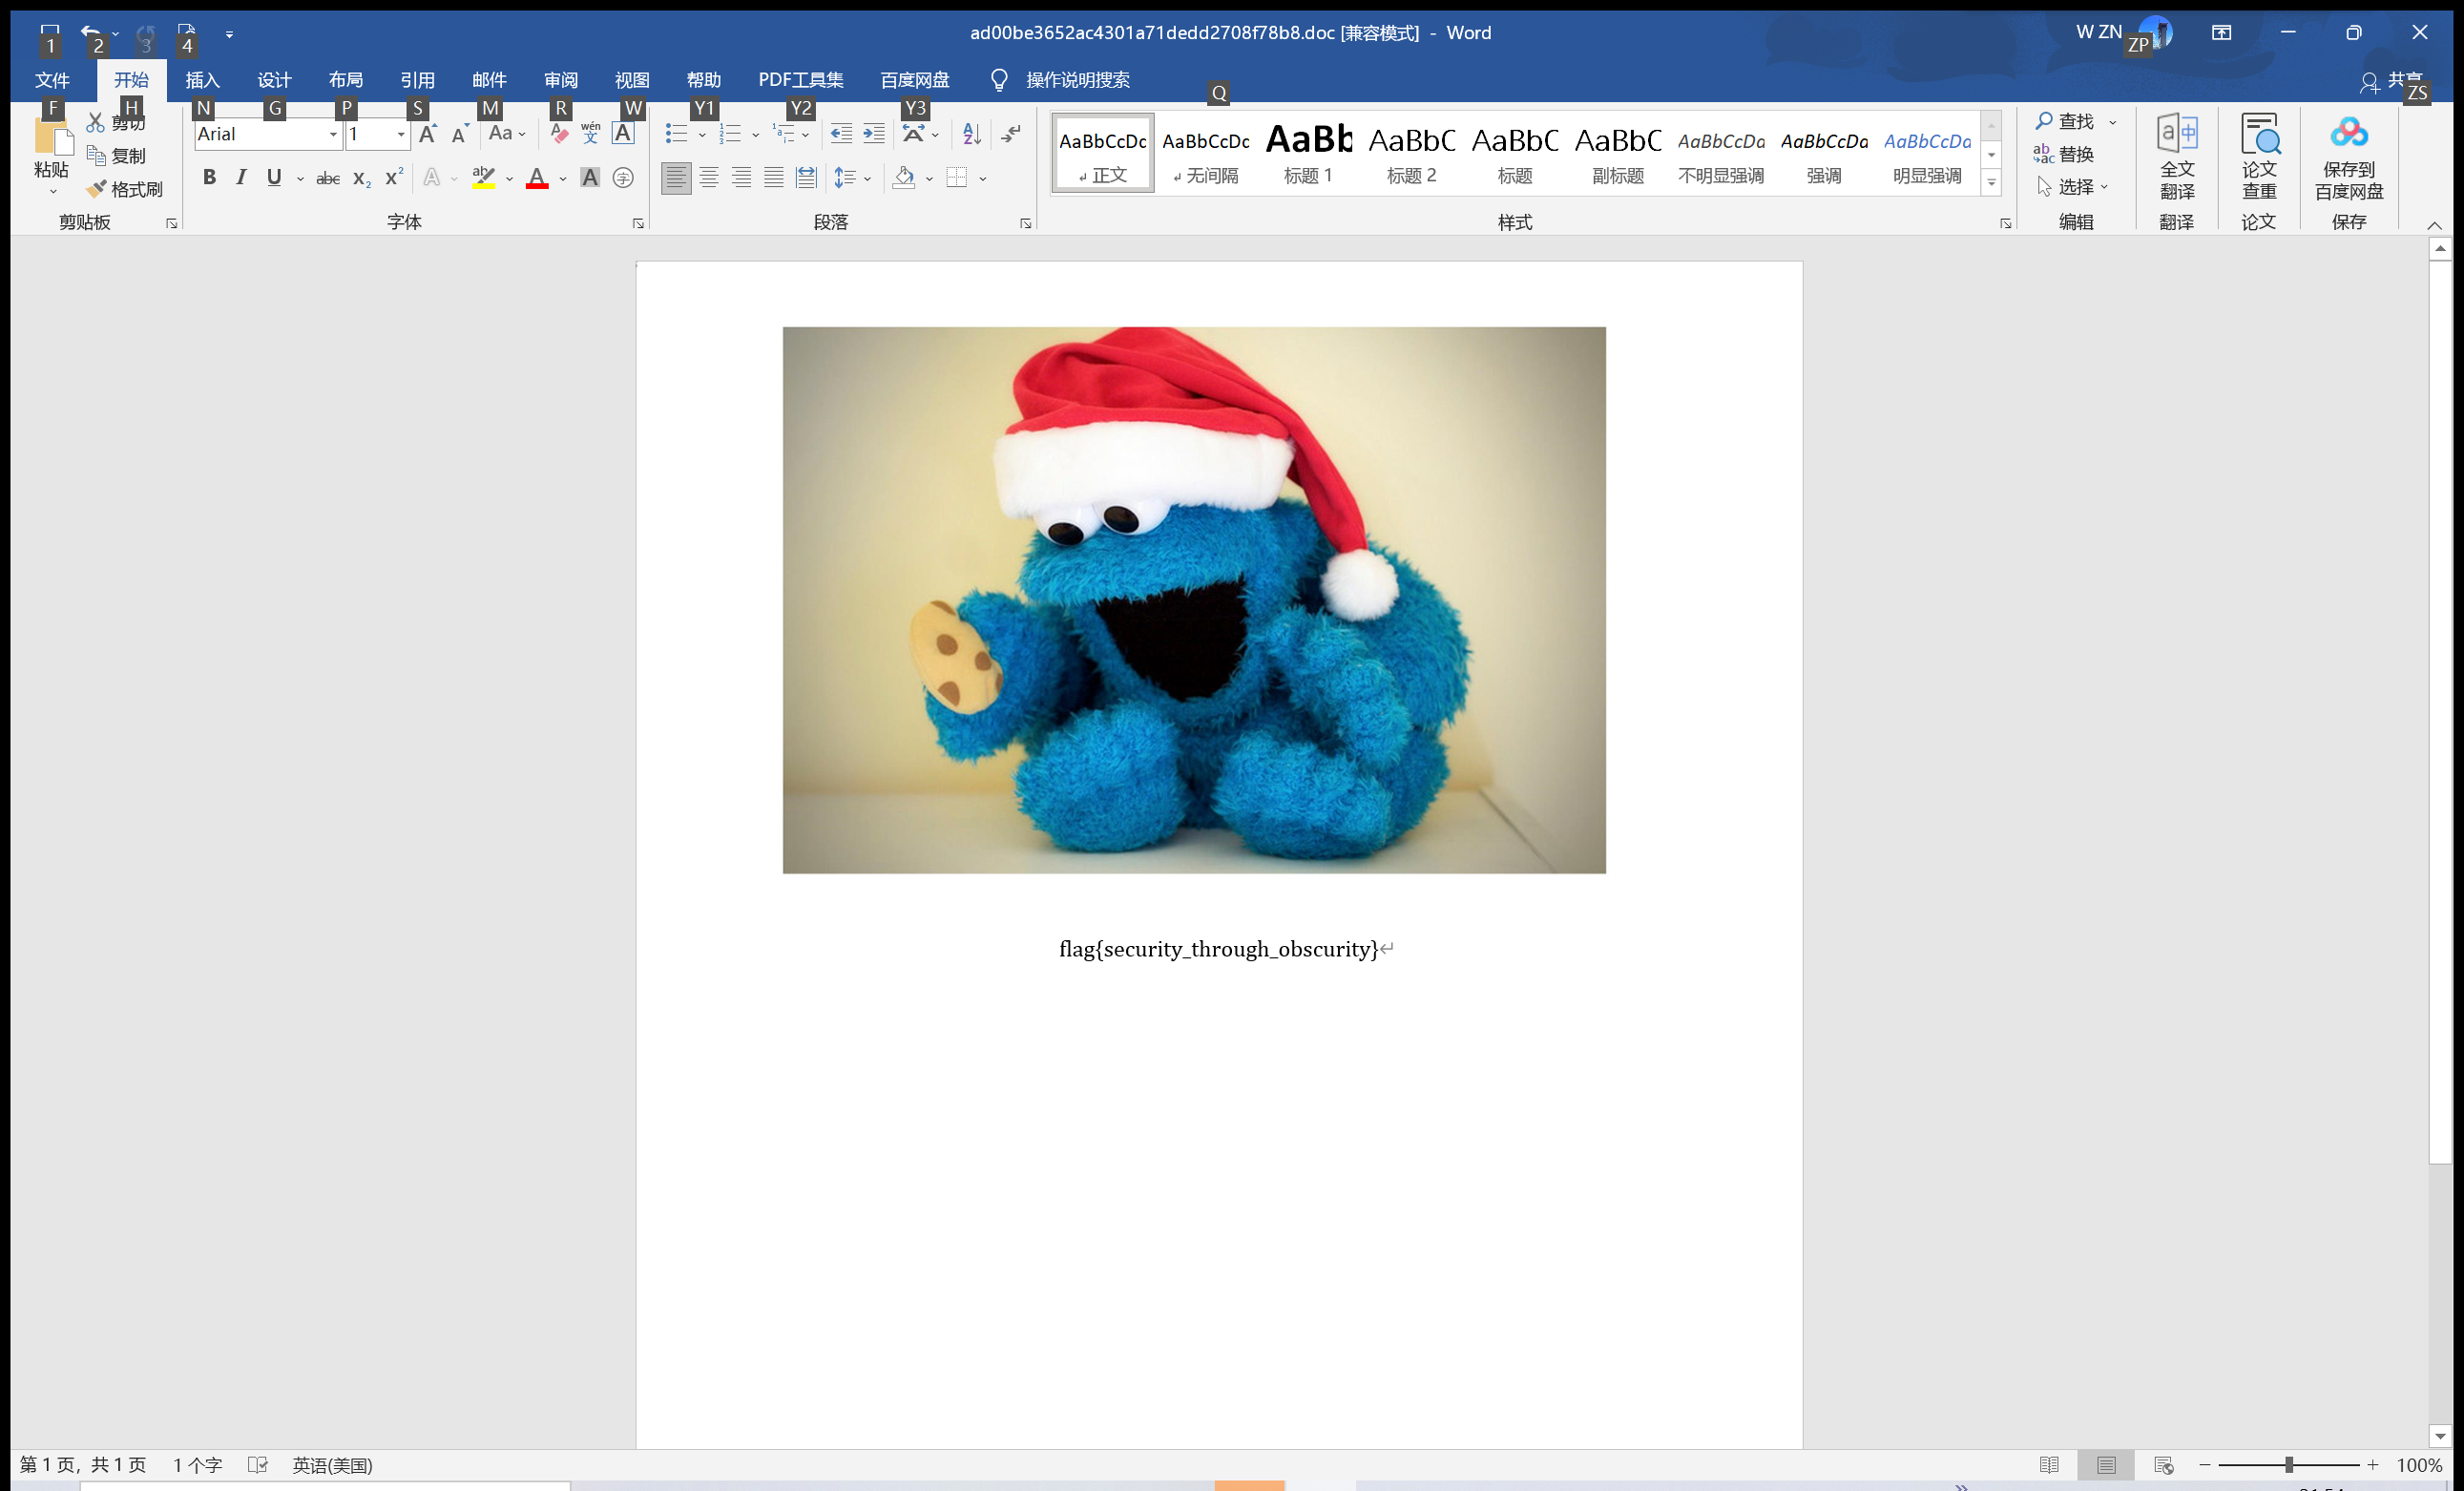 ad00be3652ac4301a71dedd2708f78b8.doc [兼容模式] - Word
W ZN
1 2 3 4 ZP
文件 开始 插入 设计 布局 引用 邮件 审阅 视图 帮助 PDF工具集 百度网盘 操作说明搜索 共享
F H N G P S M R W Y1 Y2 Y3 Q ZS
粘贴
剪切
复制
格式刷
剪贴板
Arial 1
Aa
wén
文
A
B I U abc X₂ X² A ab A A 字
字体
段落
AaBbCcDc AaBbCcDc AaBb AaBbC AaBbC AaBbC AaBbCcDa AaBbCcDa AaBbCcDa
正文 无间隔 标题 1 标题 2 标题 副标题 不明显强调 强调 明显强调
样式
查找
替换
选择
编辑
全文
翻译
翻译
论文
查重
论文
保存到
百度网盘
保存
flag{security_through_obscurity}
第 1 页，共 1 页 1 个字 英语(美国) 100%